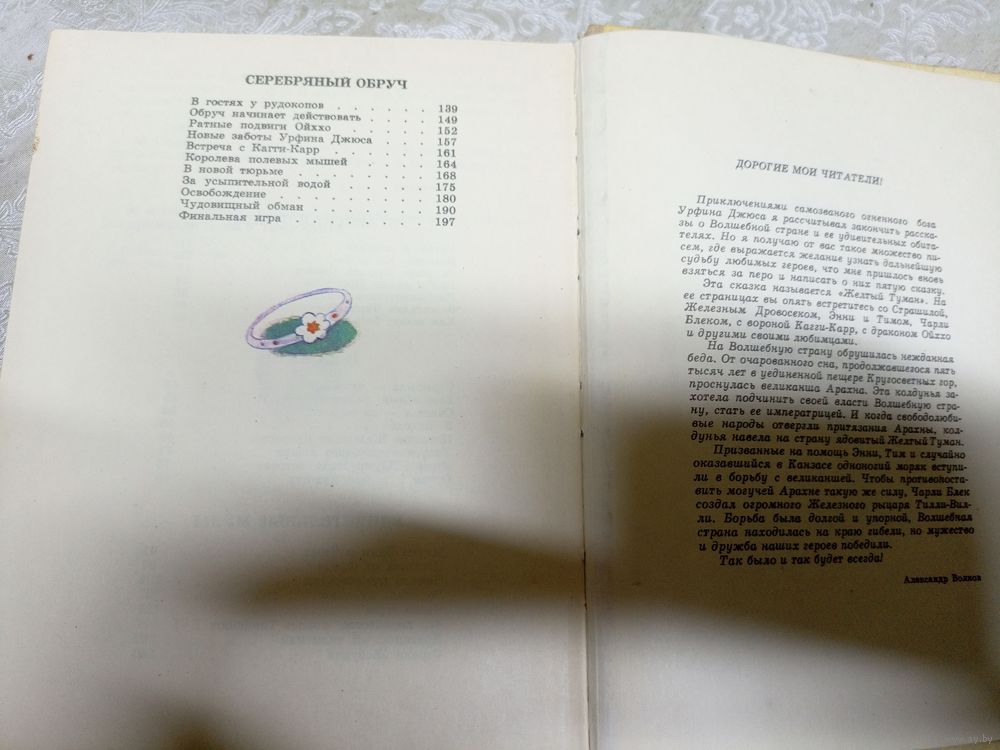 СЕРЕБРЯНЫЙ ОБРУЧ
В гостях у рудокопов . . . . . . 139
Обруч начинает действовать . . . . 149
Ратные подвиги Ойххо . . . . . 152
Новые заботы Урфина Джюса . . . 157
Встреча с Кагги-Карр . . . . . . 161
Королева полевых мышей . . . . 164
В новой тюрьме . . . . . . . 168
За усыпительной водой . . . . . 175
Освобождение . . . . . . . . 180
Чудовищный обман . . . . . . . 190
Финальная игра . . . . . . . . 197
ДОРОГИЕ МОИ ЧИТАТЕЛИ!
Приключениями самозваного огненного бога
Урфина Джюса я рассчитывал закончить расска-
зы о Волшебной стране и ее удивительных обита-
телях. Но я получаю от вас такое множество пи-
сем, где выражается желание узнать дальнейшую
судьбу любимых героев, что мне пришлось вновь
взяться за перо и написать о них пятую сказку.
Эта сказка называется «Желтый Туман». На
ее страницах вы опять встретитесь со Страшилой,
Железным Дровосеком, Энни и Тимом, Чарли
Блеком, с вороной Кагги-Карр, с драконом Ойххо
и другими своими любимцами.
На Волшебную страну обрушилась нежданная
беда. От очарованного сна, продолжавшегося пять
тысяч лет в уединенной пещере Кругосветных гор,
проснулась великанша Арахна. Эта колдунья за-
хотела подчинить своей власти Волшебную стра-
ну, стать ее императрицей. И когда свободолюби-
вые народы отвергли притязания Арахны, кол-
дунья навела на страну ядовитый Желтый Туман.
Призванные на помощь Энни, Тим и случайно
оказавшийся в Канзасе одноногий моряк вступи-
ли в борьбу с великаншей. Чтобы противопоста-
вить могучей Арахне такую же силу, Чарли Блек
создал огромного Железного рыцаря Тилли-Вил-
ли. Борьба была долгой и упорной, Волшебная
страна находилась на краю гибели, но мужество
и дружба наших героев победили.
Так было и так будет всегда!
Александр Волков
ay.by